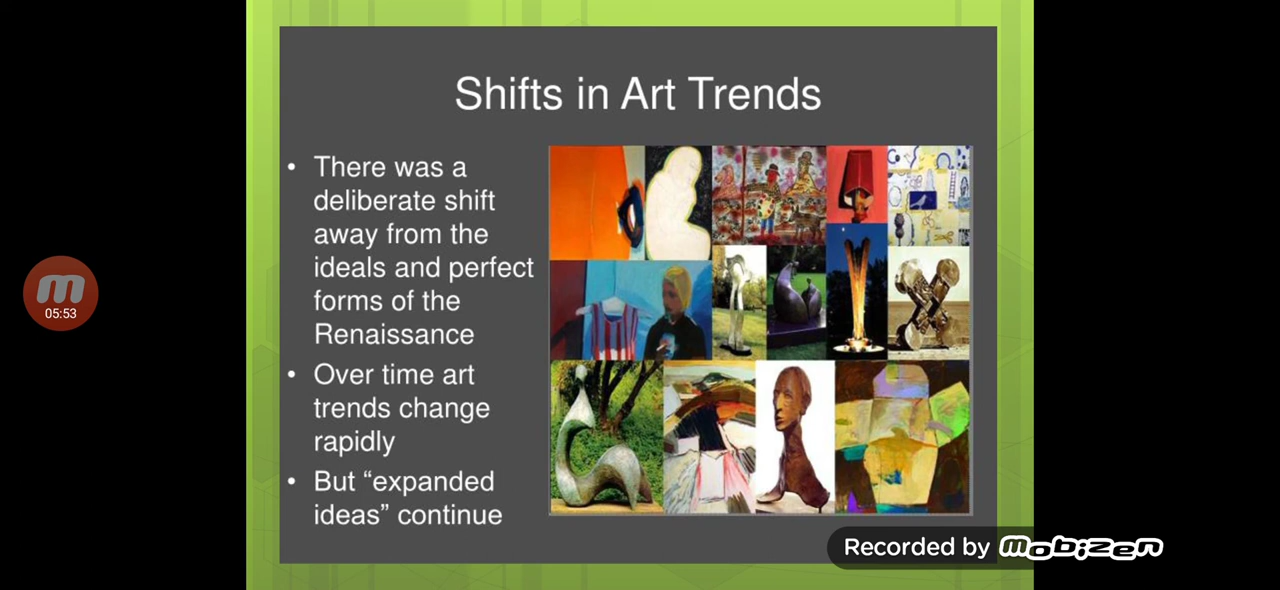 Shifts in Art Trends
• There was a
deliberate shift
away from the
ideals and perfect
forms of the
Renaissance
• Over time art
trends change
rapidly
• But “expanded
ideas” continue
05:53
Recorded by mobizen